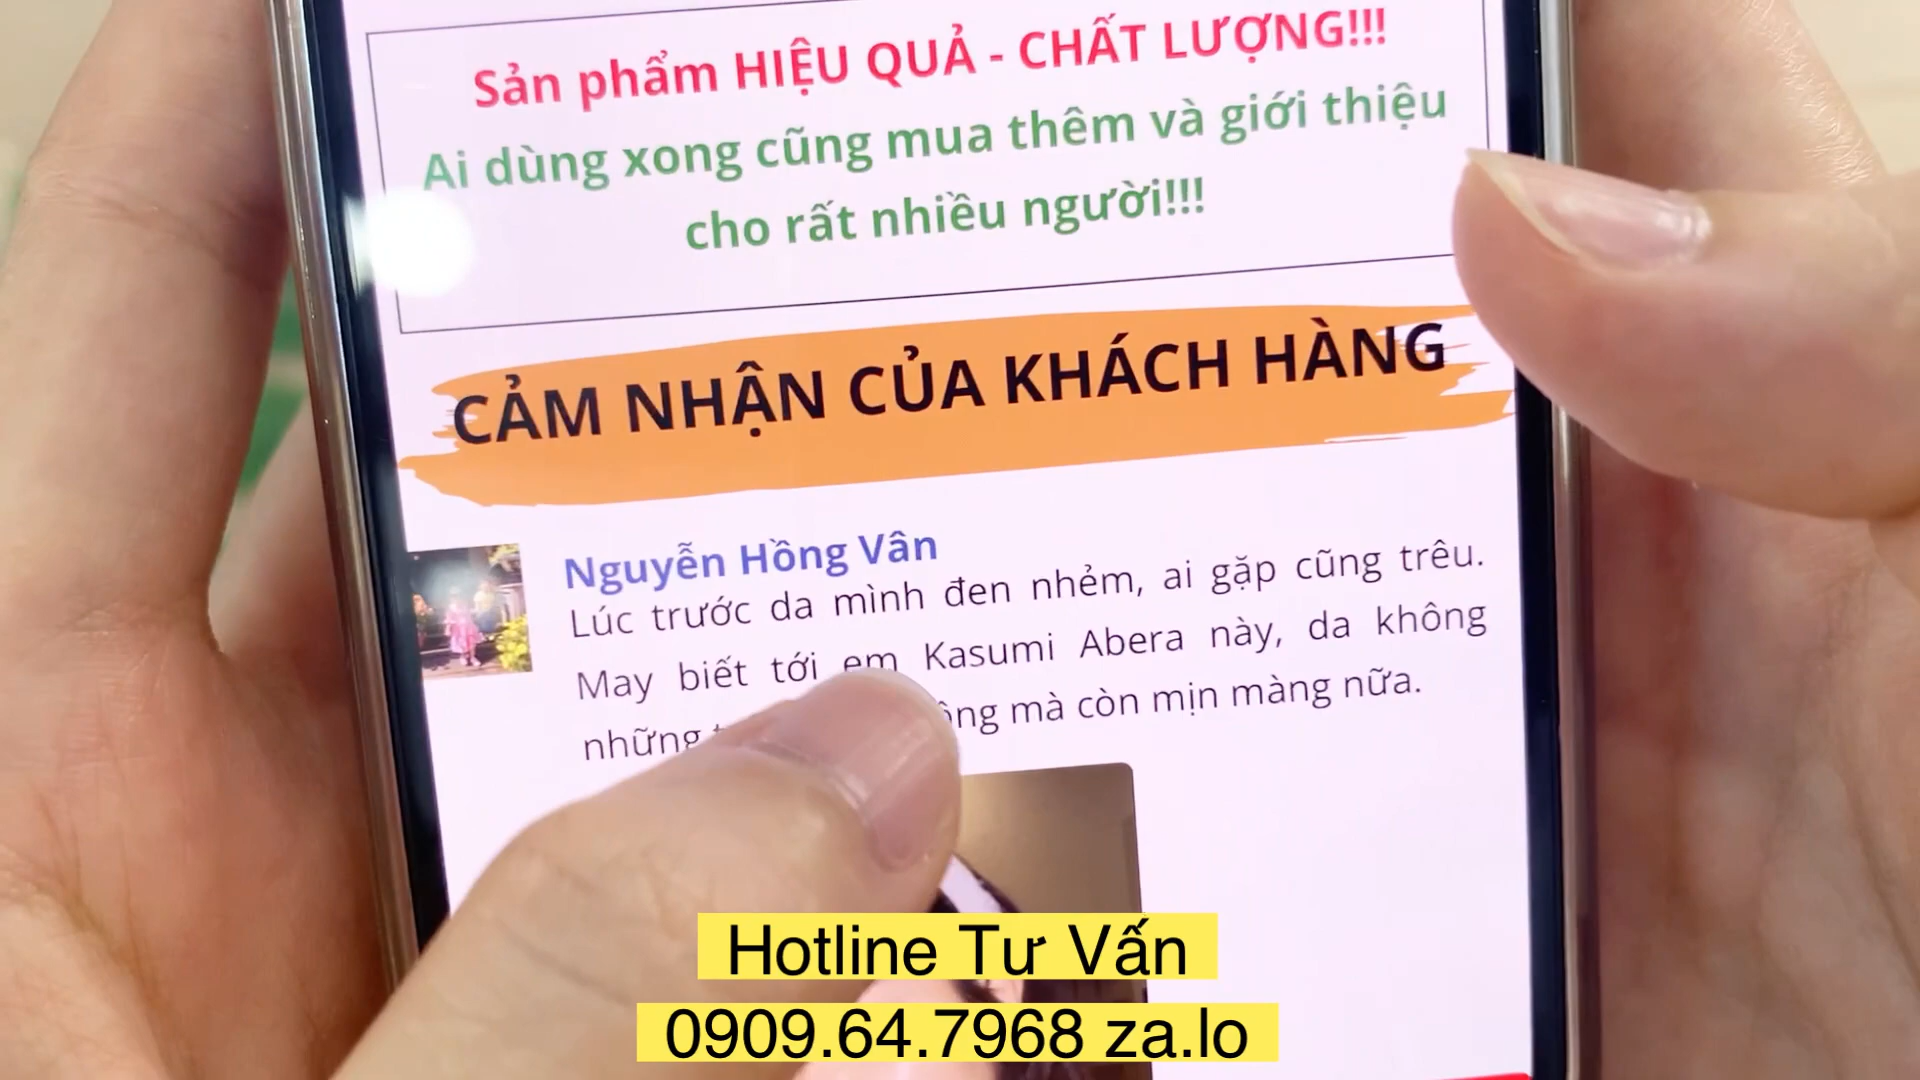 Sản phẩm HIỆU QUẢ - CHẤT LƯỢNG!!!
Ai dùng xong cũng mua thêm và giới thiệu
cho rất nhiều người!!!
CẢM NHẬN CỦA KHÁCH HÀNG
Nguyễn Hồng Vân
Lúc trước da mình đen nhẻm, ai gặp cũng trêu.
May biết tới em Kasumi Abera này, da không
những mà còn mịn màng nữa.
Hotline Tư Vấn
0909.64.7968 za.lo